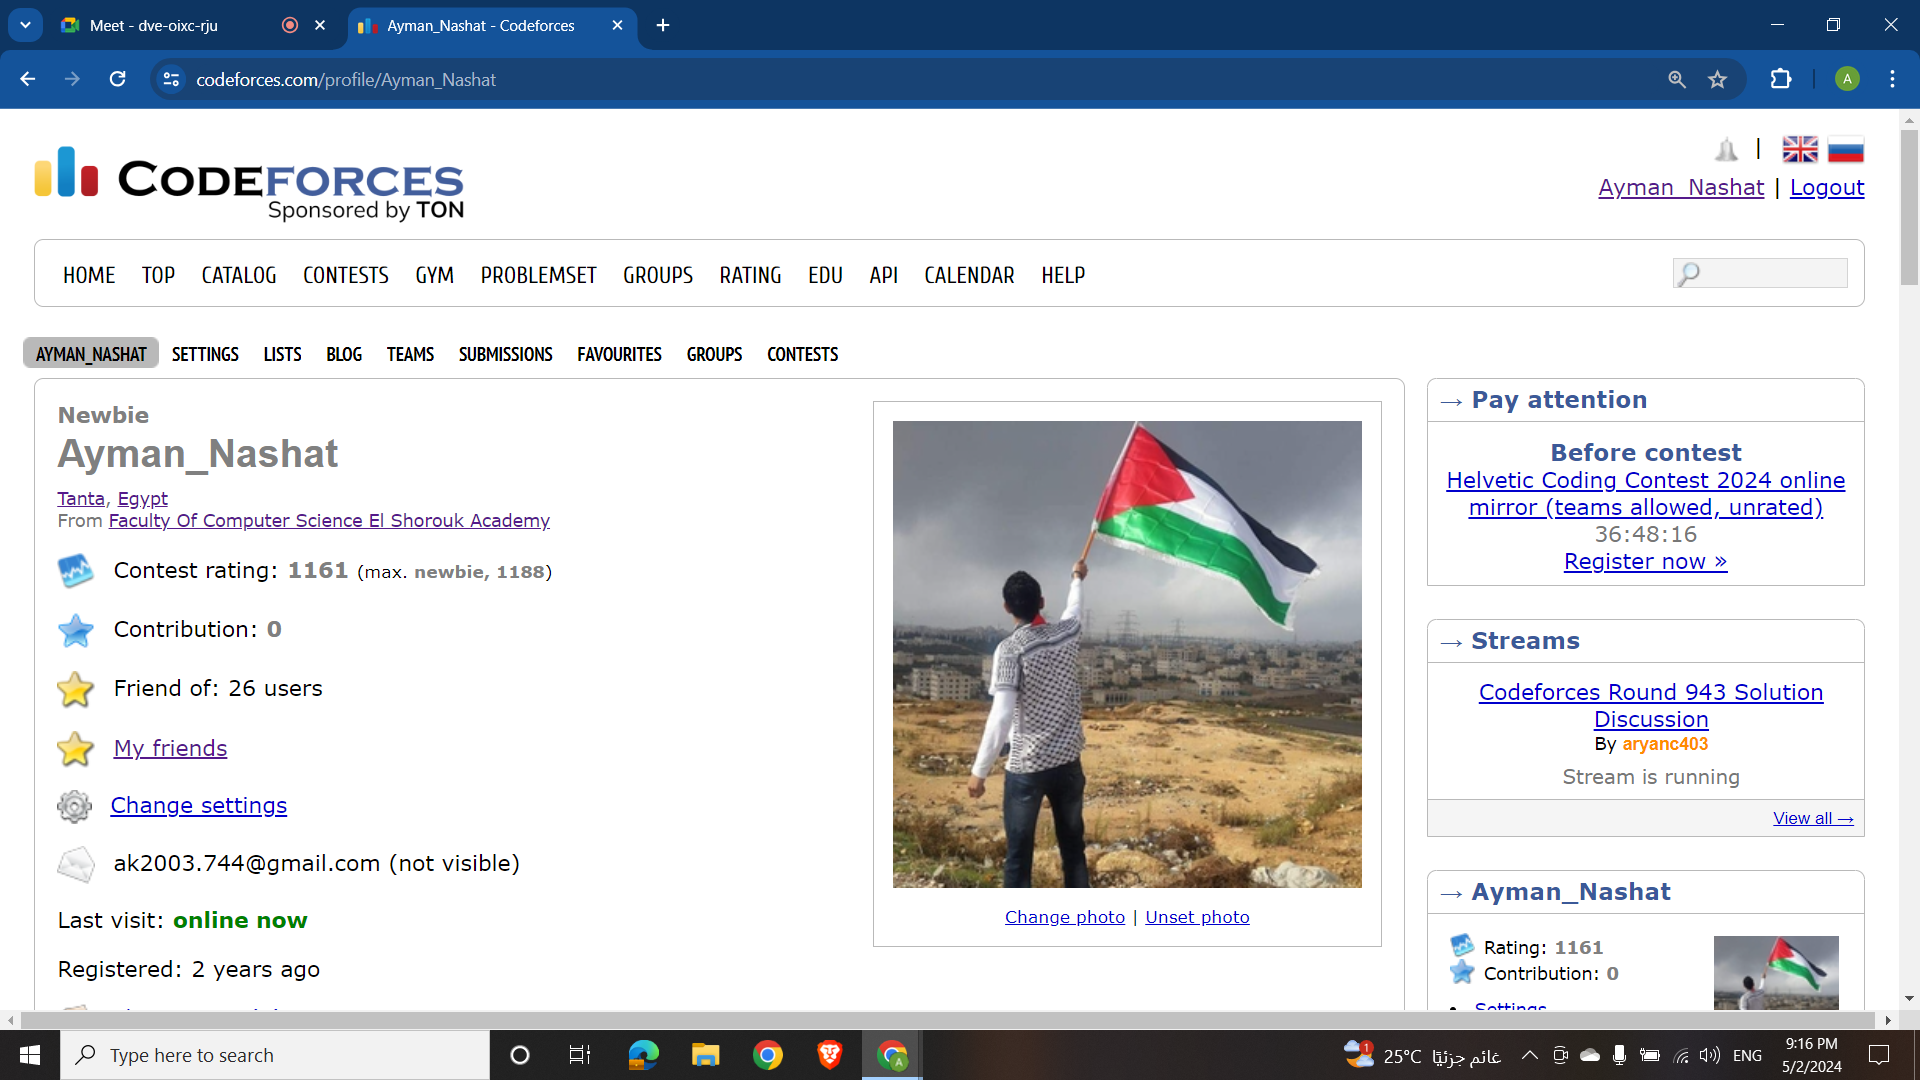 Meet - dve-oixc-rju
Ayman_Nashat - Codeforces
codeforces.com/profile/Ayman_Nashat
A
CODEFORCES
Sponsored by TON
|
Ayman_Nashat | Logout
HOME TOP CATALOG CONTESTS GYM PROBLEMSET GROUPS RATING EDU API CALENDAR HELP
AYMAN_NASHAT SETTINGS LISTS BLOG TEAMS SUBMISSIONS FAVOURITES GROUPS CONTESTS
Newbie
Ayman_Nashat
Tanta, Egypt
From Faculty Of Computer Science El Shorouk Academy
Contest rating: 1161 (max. newbie, 1188)
Contribution: 0
Friend of: 26 users
My friends
Change settings
ak2003.744@gmail.com (not visible)
Last visit: online now
Registered: 2 years ago
Change photo | Unset photo
→ Pay attention
Before contest
Helvetic Coding Contest 2024 online
mirror (teams allowed, unrated)
36:48:16
Register now »
→ Streams
Codeforces Round 943 Solution
Discussion
By aryanc403
Stream is running
View all →
→ Ayman_Nashat
Rating: 1161
Contribution: 0
Settings
Type here to search
A
1
25°C غائم جزئيًا
ENG
9:16 PM
5/2/2024